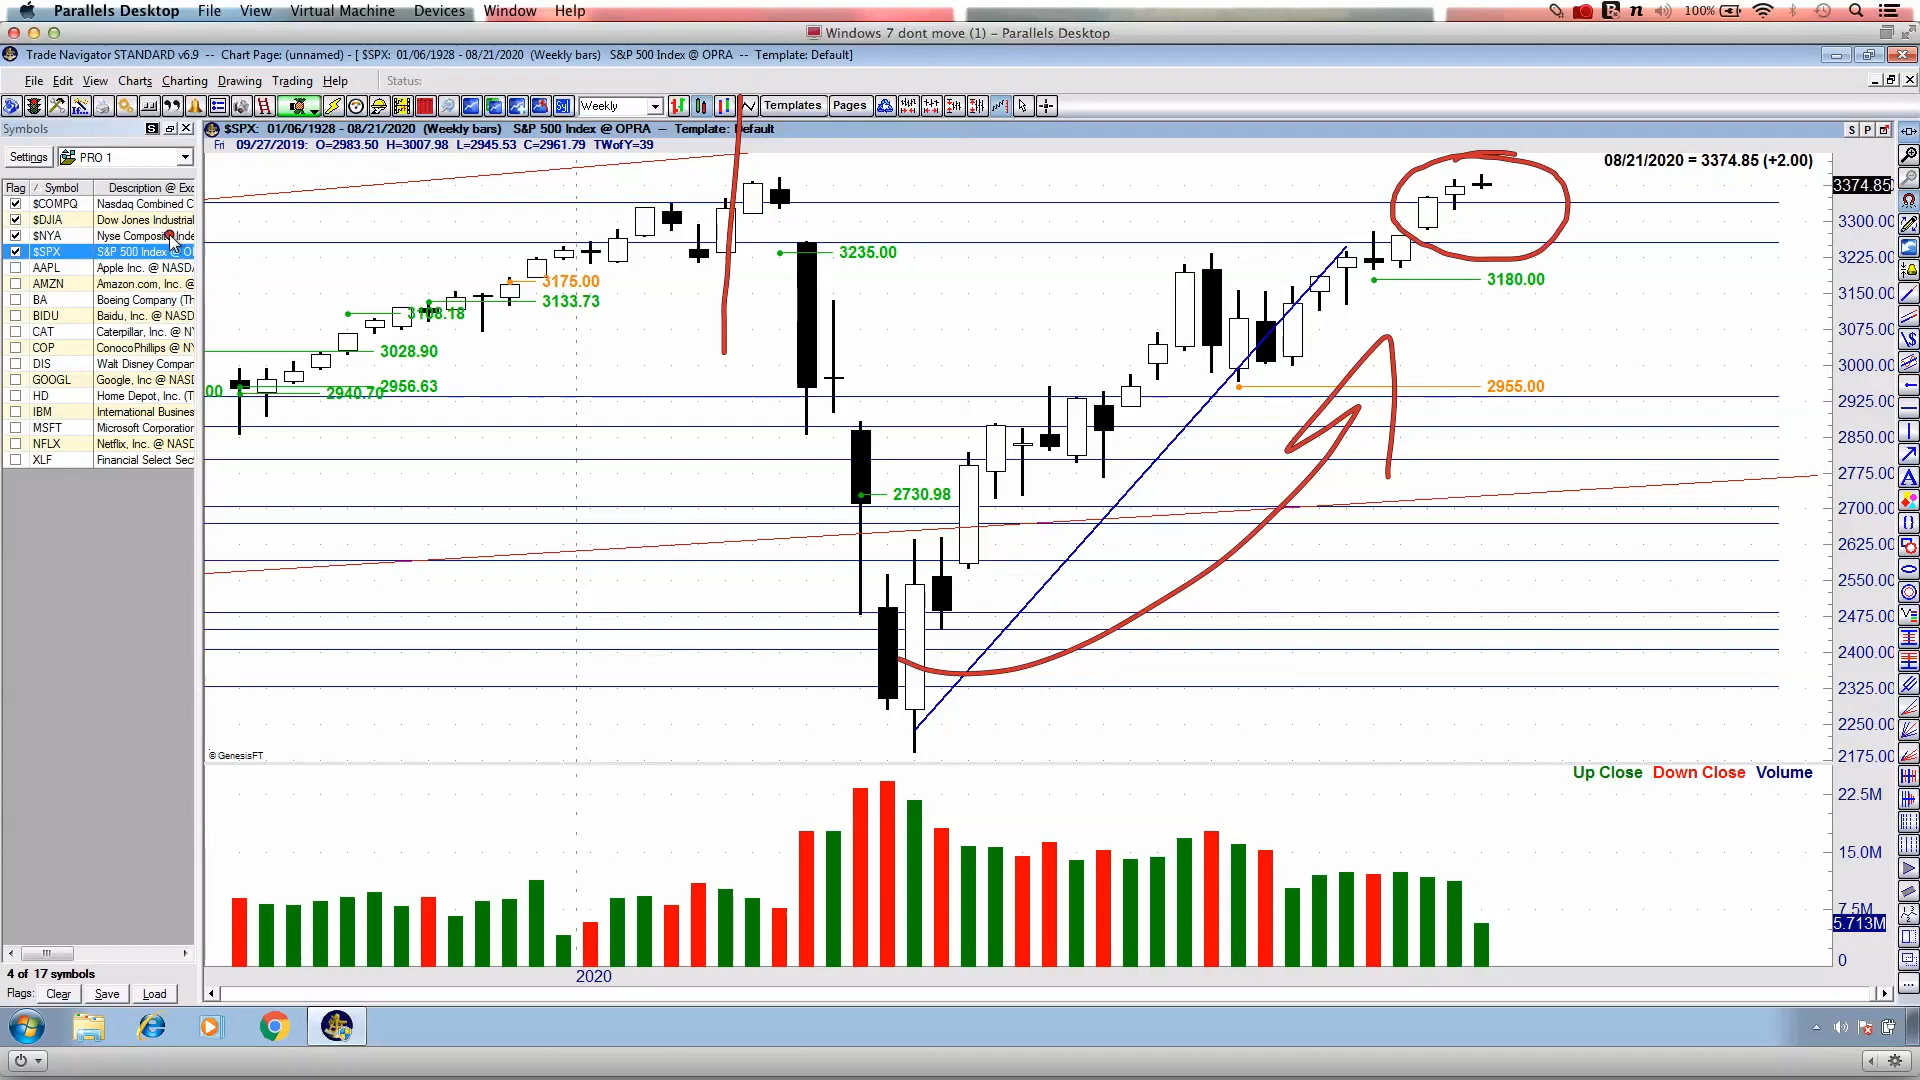 Parallels Desktop File View Virtual Machine Devices Window Help
100%
Windows 7 dont move (1) - Parallels Desktop
Trade Navigator STANDARD v6.9 -- Chart Page: (unnamed) - [ $SPX: 01/06/1928 - 08/21/2020 (Weekly bars) S&P 500 Index @ OPRA -- Template: Default]
File Edit View Charts Charting Drawing Trading Help Status:
Weekly Templates Pages
Symbols S
$SPX: 01/06/1928 - 08/21/2020 (Weekly bars) S&P 500 Index @ OPRA -- Template: Default
S P
Fri 09/27/2019: O=2983.50 H=3007.98 L=2945.53 C=2961.79 TWofY=39
Settings PRO 1
08/21/2020 = 3374.85 (+2.00)
Flag Symbol Description @ Exc
$COMPQ Nasdaq Combined C
$DJIA Dow Jones Industrial
$NYA Nyse Composite Inde
$SPX S&P 500 Index @ O
AAPL Apple Inc. @ NASDA
AMZN Amazon.com, Inc. @
BA Boeing Company (Th
BIDU Baidu, Inc. @ NASD
CAT Caterpillar, Inc. @ N
COP ConocoPhillips @ NY
DIS Walt Disney Compan
GOOGL Google, Inc @ NASD
HD Home Depot, Inc. (T
IBM International Busines
MSFT Microsoft Corporation
NFLX Netflix, Inc. @ NASD
XLF Financial Select Sect
3374.85
3300.00
3225.00
3150.00
3075.00
3000.00
2925.00
2850.00
2775.00
2700.00
2625.00
2550.00
2475.00
2400.00
2325.00
2250.00
2175.00
3235.00
3175.00
3133.73
3108.18
3028.90
2956.63
2940.70
00
3180.00
2955.00
2730.98
© GenesisFT
Up Close Down Close Volume
22.5M
15.0M
7.5M
5.713M
0
2020
4 of 17 symbols
Flags: Clear Save Load